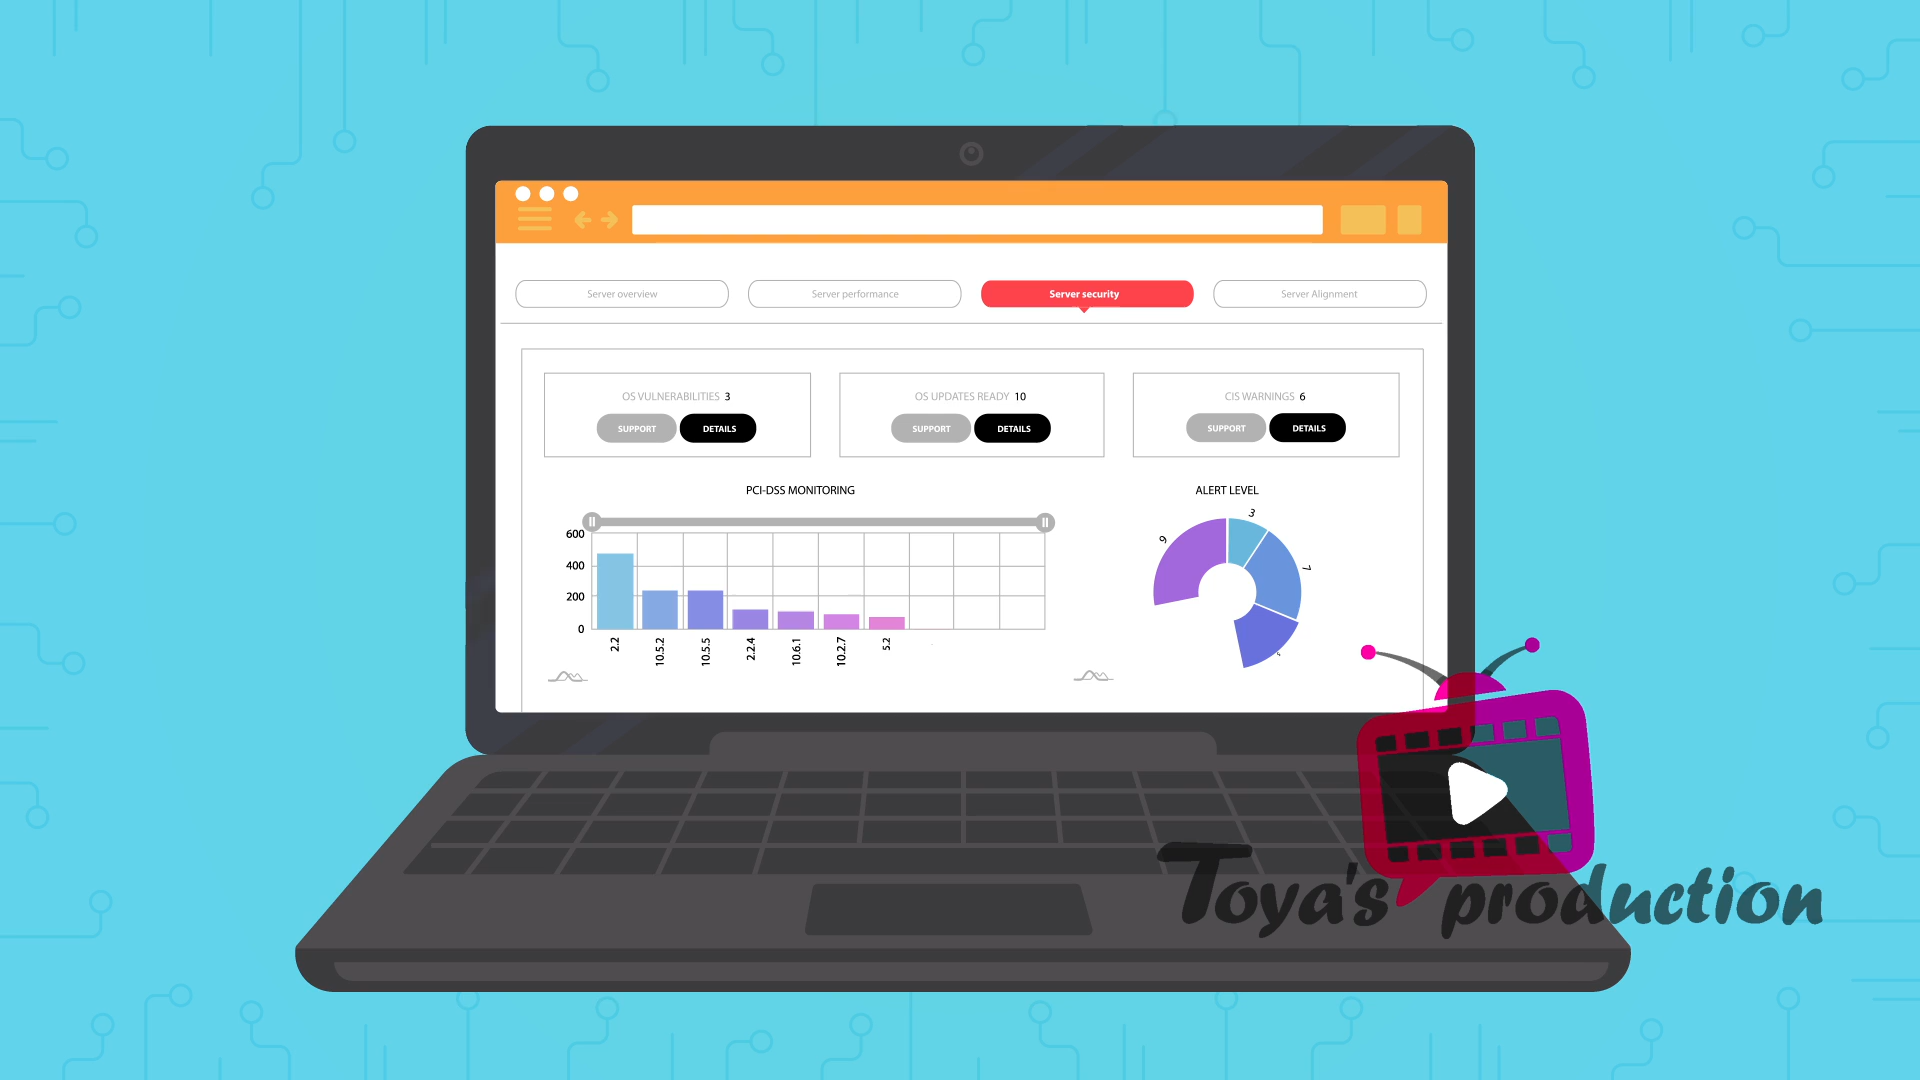 Server overview
Server performance
Server security
Server Alignment
OS VULNERABILITIES 3
OS UPDATES READY 10
CIS WARNINGS 6
SUPPORT DETAILS
SUPPORT DETAILS
SUPPORT DETAILS
PCI-DSS MONITORING
ALERT LEVEL
600
400
200
0
2.2
10.5.2
10.5.5
2.2.4
10.6.1
10.2.7
5.2
3
7
9
Toya's production